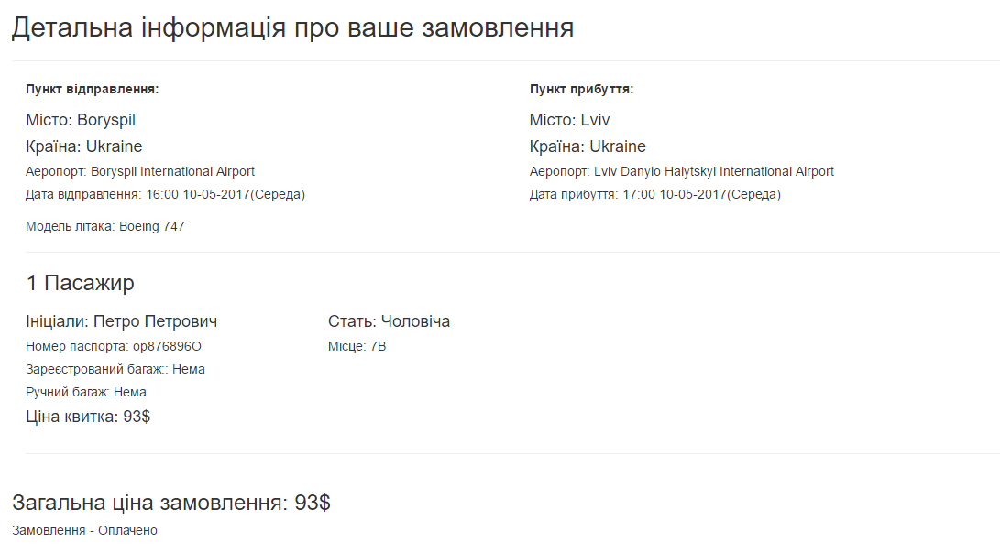 Детальна інформація про ваше замовлення
Пункт відправлення:
Місто: Boryspil
Країна: Ukraine
Аеропорт: Boryspil International Airport
Дата відправлення: 16:00 10-05-2017(Середа)
Модель літака: Boeing 747
Пункт прибуття:
Місто: Lviv
Країна: Ukraine
Аеропорт: Lviv Danylo Halytskyi International Airport
Дата прибуття: 17:00 10-05-2017(Середа)
1 Пасажир
Ініціали: Петро Петрович
Номер паспорта: op876896O
Зареєстрований багаж:: Нема
Ручний багаж: Нема
Ціна квитка: 93$
Стать: Чоловіча
Місце: 7B
Загальна ціна замовлення: 93$
Замовлення - Оплачено